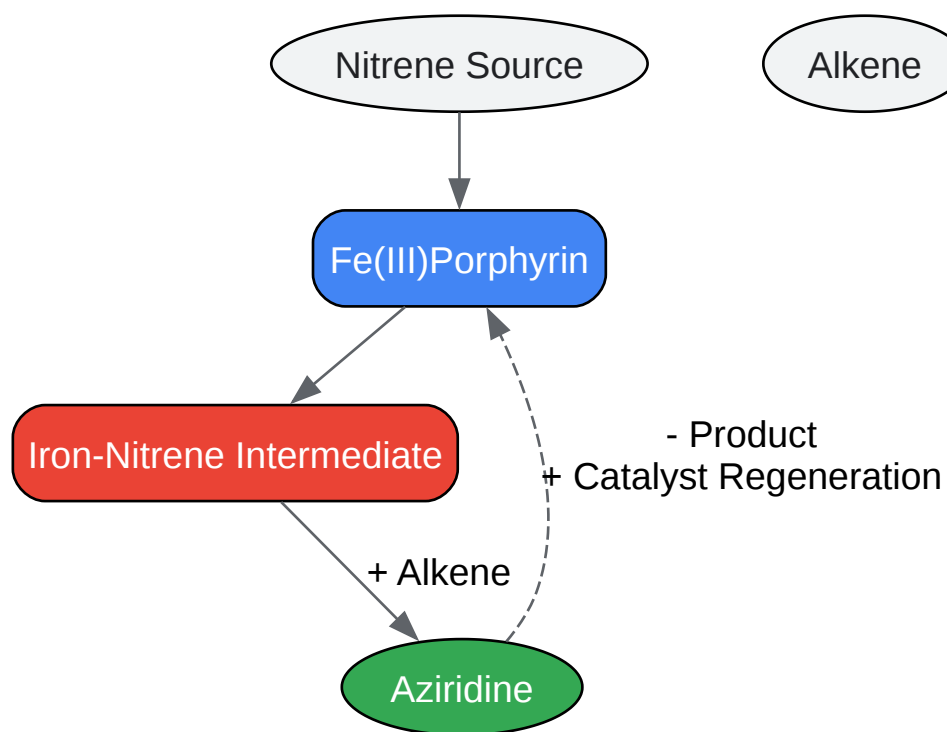 Nitrene Source
Alkene
Fe(III)Porphyrin
Iron-Nitrene Intermediate
- Product
+ Catalyst Regeneration
+ Alkene
Aziridine